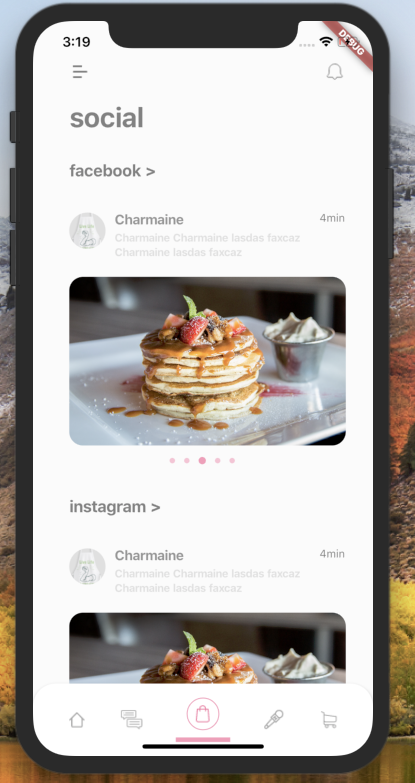 3:19
DEBUG
social
facebook >
Charmaine
4min
Charmaine Charmaine lasdas faxcaz
Charmaine lasdas faxcaz
instagram >
Charmaine
4min
Charmaine Charmaine lasdas faxcaz
Charmaine lasdas faxcaz